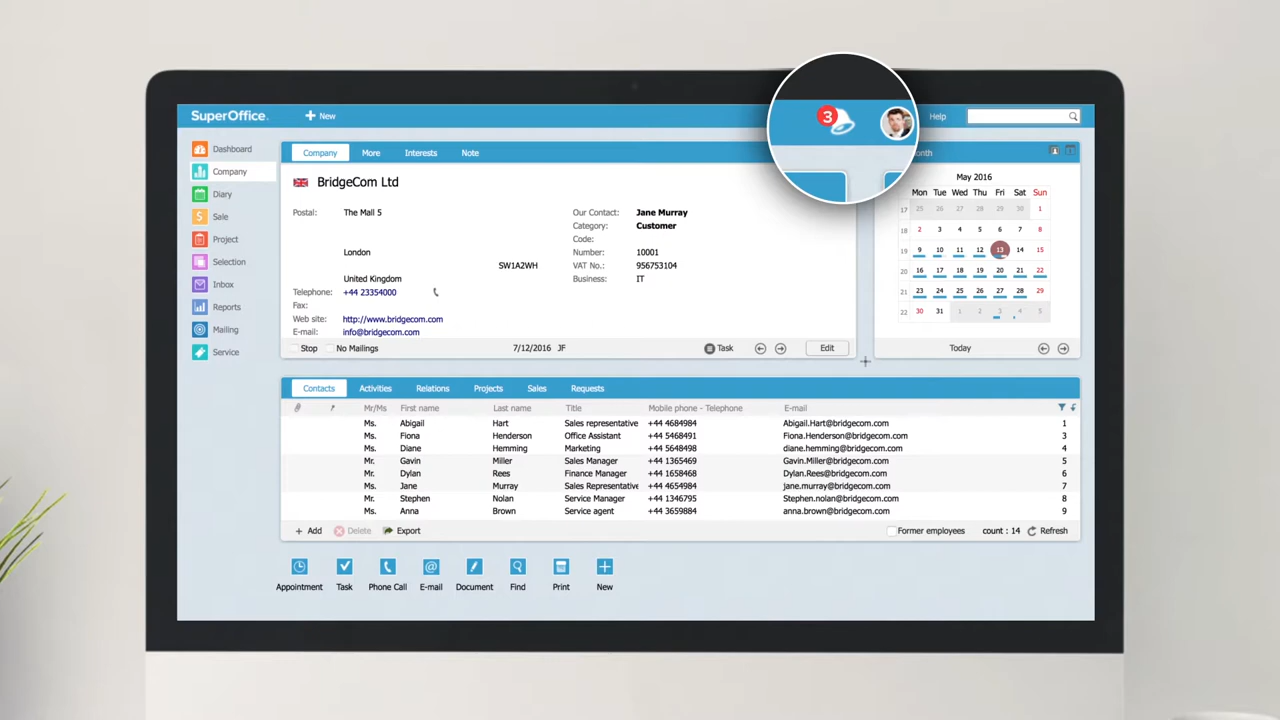 SuperOffice.
New
3
Help
Dashboard
Company
Diary
Sale
Project
Selection
Inbox
Reports
Mailing
Service
Company More Interests Note
BridgeCom Ltd
Postal: The Mall 5
London
SW1A2WH
United Kingdom
Telephone: +44 23354000
Fax:
Web site: http://www.bridgecom.com
E-mail: info@bridgecom.com
Our Contact: Jane Murray
Category: Customer
Code:
Number: 10001
VAT No.: 956753104
Business: IT
Stop No Mailings 7/12/2016 JF Task Edit
May 2016
Mon Tue Wed Thu Fri Sat Sun
17 25 26 27 28 29 30 1
18 2 3 4 5 6 7 8
19 9 10 11 12 13 14 15
20 16 17 18 19 20 21 22
21 23 24 25 26 27 28 29
22 30 31 1 2 3 4 5
Today
Contacts Activities Relations Projects Sales Requests
Mr/Ms First name Last name Title Mobile phone - Telephone E-mail
Ms. Abigail Hart Sales representative +44 4684984 Abigail.Hart@bridgecom.com 1
Ms. Fiona Henderson Office Assistant +44 5468491 Fiona.Henderson@bridgecom.com 3
Ms. Diane Hemming Marketing +44 5648498 diane.hemming@bridgecom.com 4
Mr. Gavin Miller Sales Manager +44 1365469 Gavin.Miller@bridgecom.com 5
Mr. Dylan Rees Finance Manager +44 1658468 Dylan.Rees@bridgecom.com 6
Ms. Jane Murray Sales Representative +44 4654984 jane.murray@bridgecom.com 7
Mr. Stephen Nolan Service Manager +44 1346795 Stephen.nolan@bridgecom.com 8
Ms. Anna Brown Service agent +44 3659884 anna.brown@bridgecom.com 9
Add Delete Export Former employees count : 14 Refresh
Appointment Task Phone Call E-mail Document Find Print New